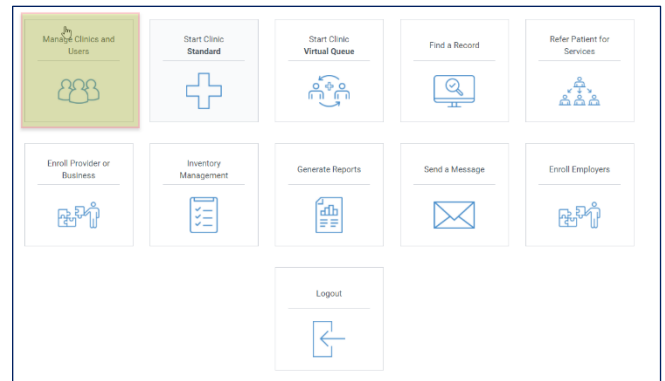 Manage Clinics and
Users
Start Clinic
Standard
Start Clinic
Virtual Queue
Find a Record
Refer Patient for
Services
Enroll Provider or
Business
Inventory
Management
Generate Reports
Send a Message
Enroll Employers
Logout